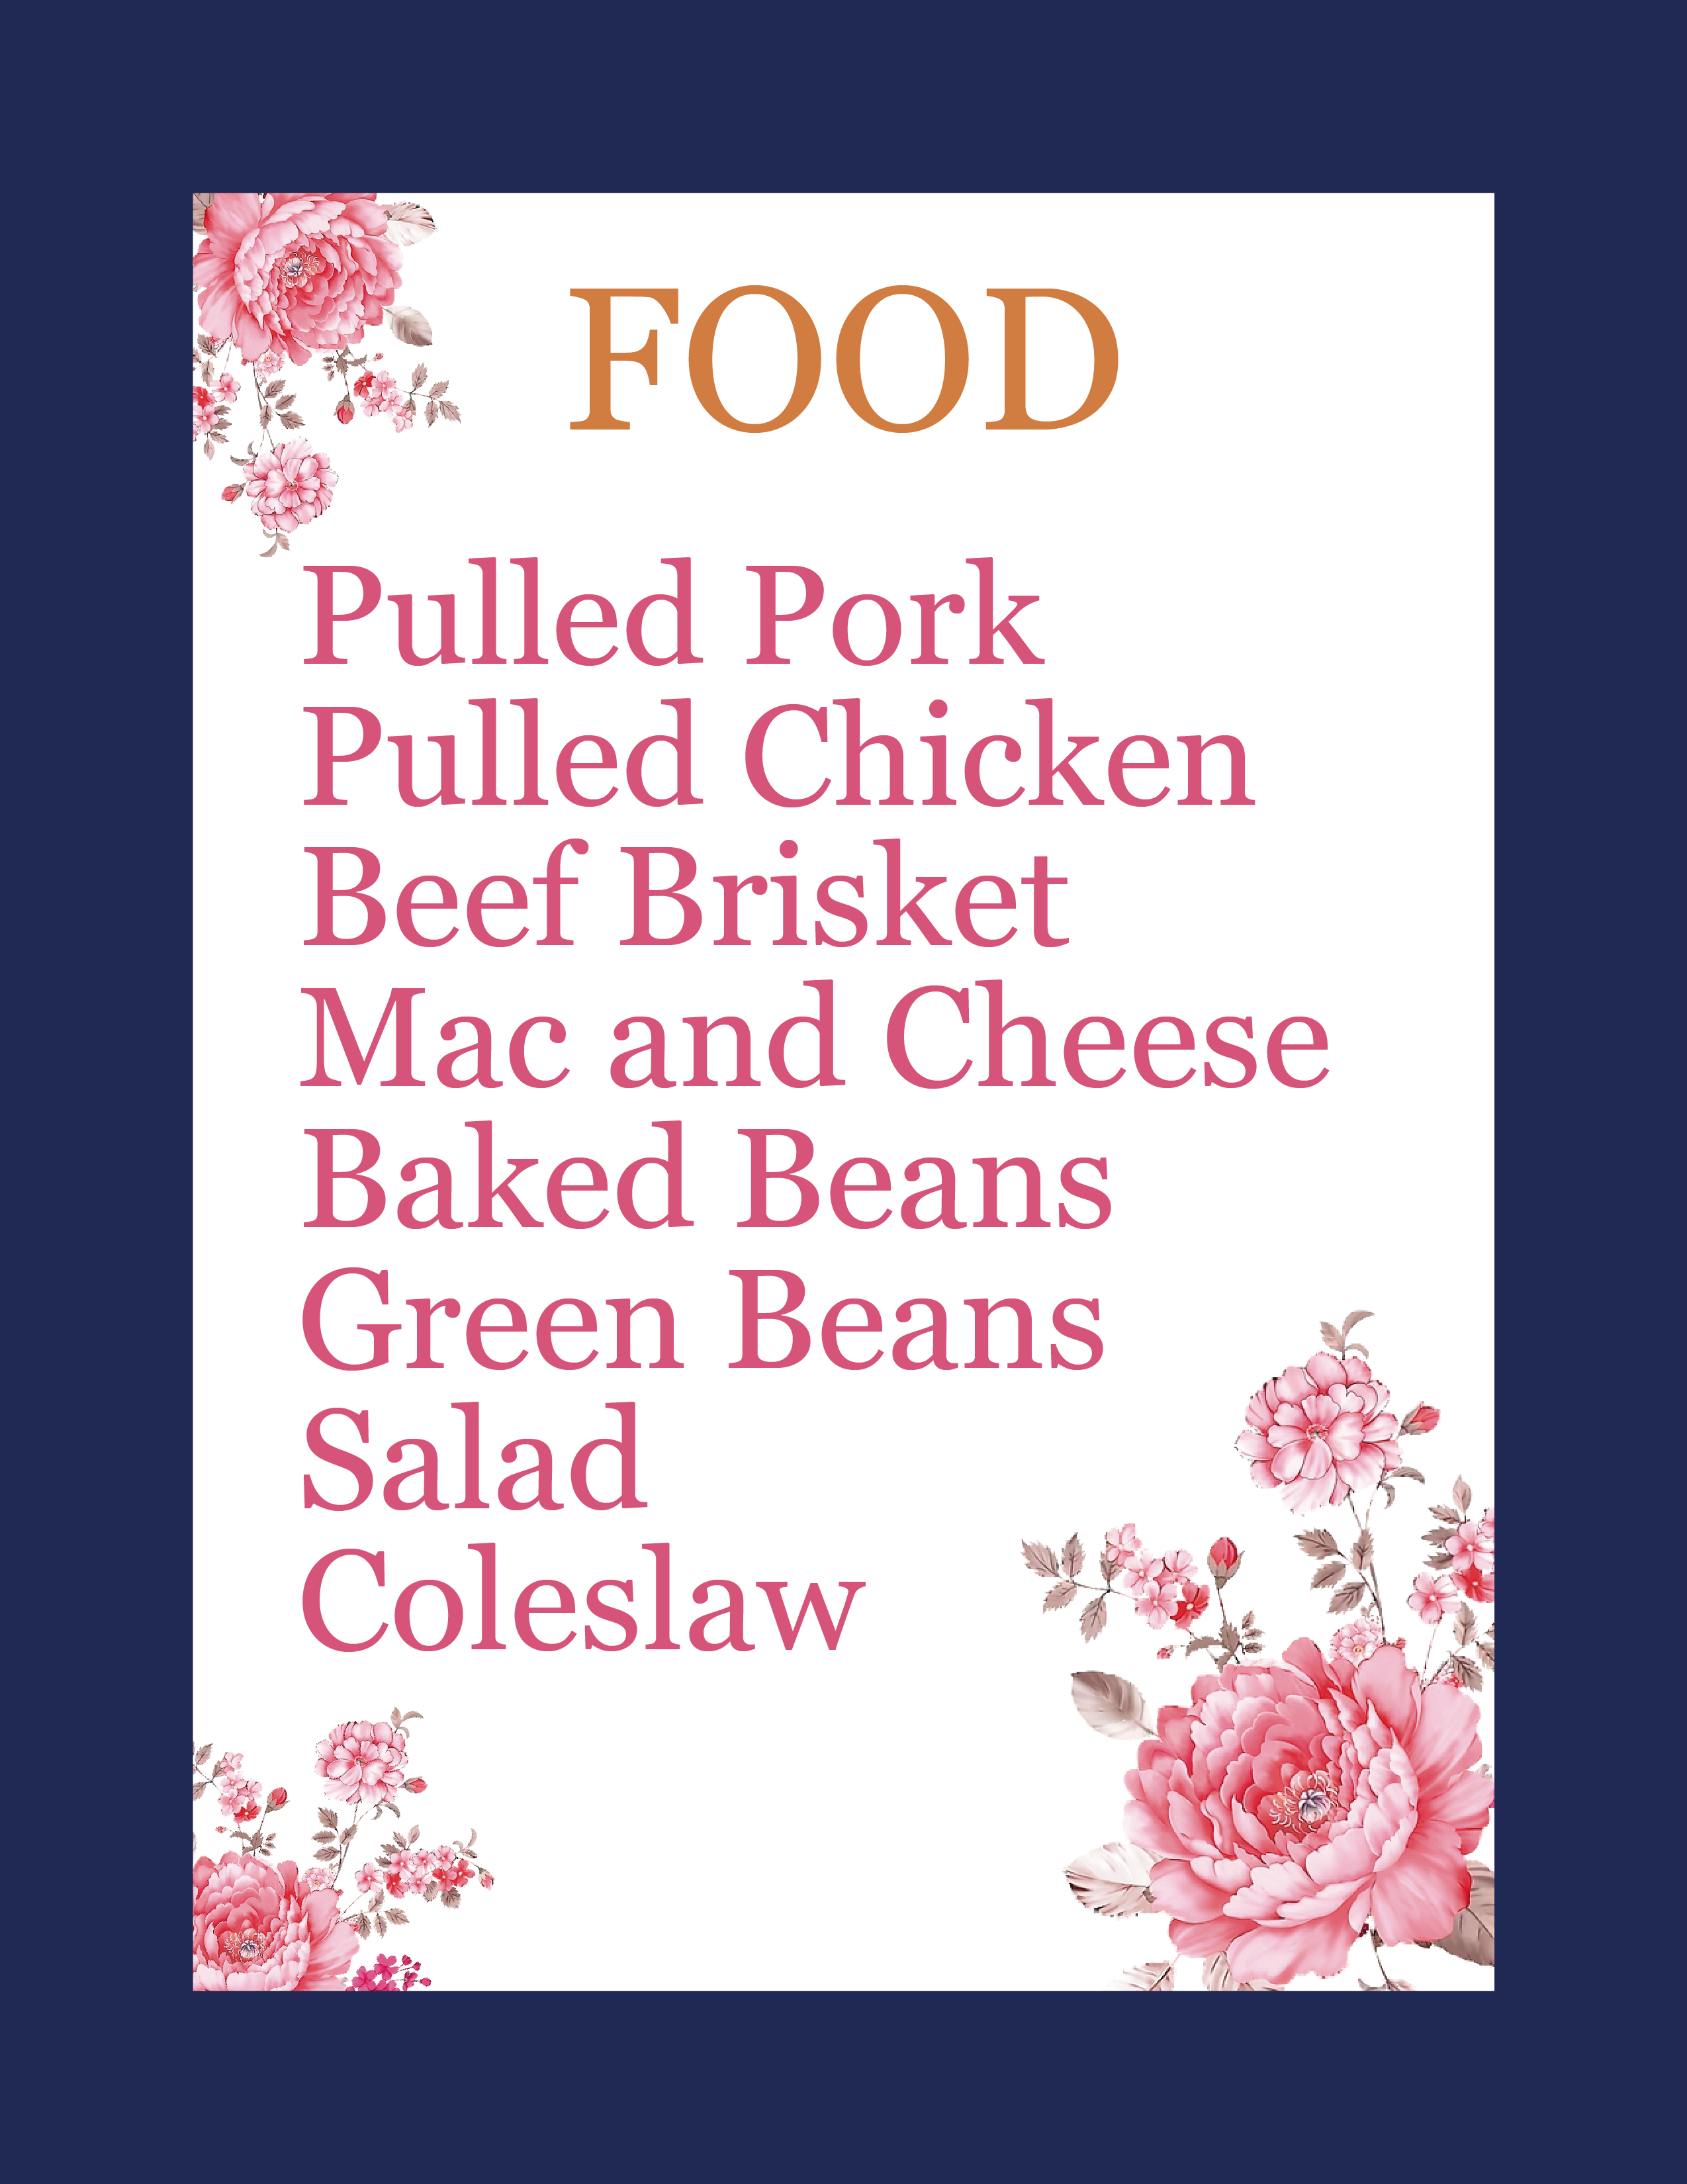 FOOD
Pulled Pork
Pulled Chicken
Beef Brisket
Mac and Cheese
Baked Beans
Green Beans
Salad
Coleslaw